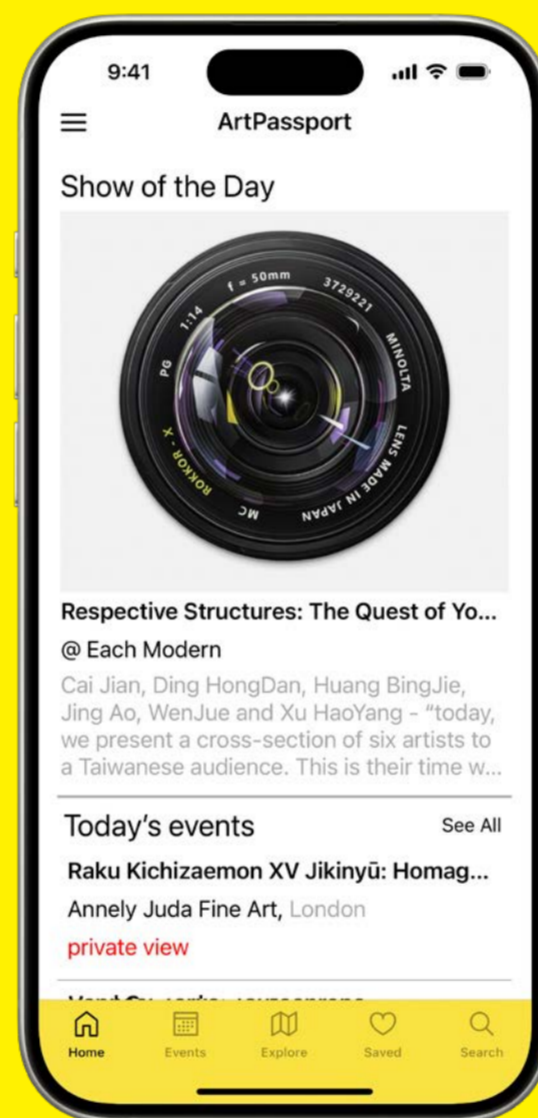 9:41
ArtPassport
Show of the Day
f = 50mm
3729221
MINOLTA
LENS MADE IN JAPAN
MC
ROKKOR - X
PG
1:14
Respective Structures: The Quest of Yo...
@ Each Modern
Cai Jian, Ding HongDan, Huang BingJie,
Jing Ao, WenJue and Xu HaoYang - “today,
we present a cross-section of six artists to
a Taiwanese audience. This is their time w...
Today’s events
See All
Raku Kichizaemon XV Jikinyū: Homag...
Annely Juda Fine Art, London
private view
Home
Events
Explore
Saved
Search